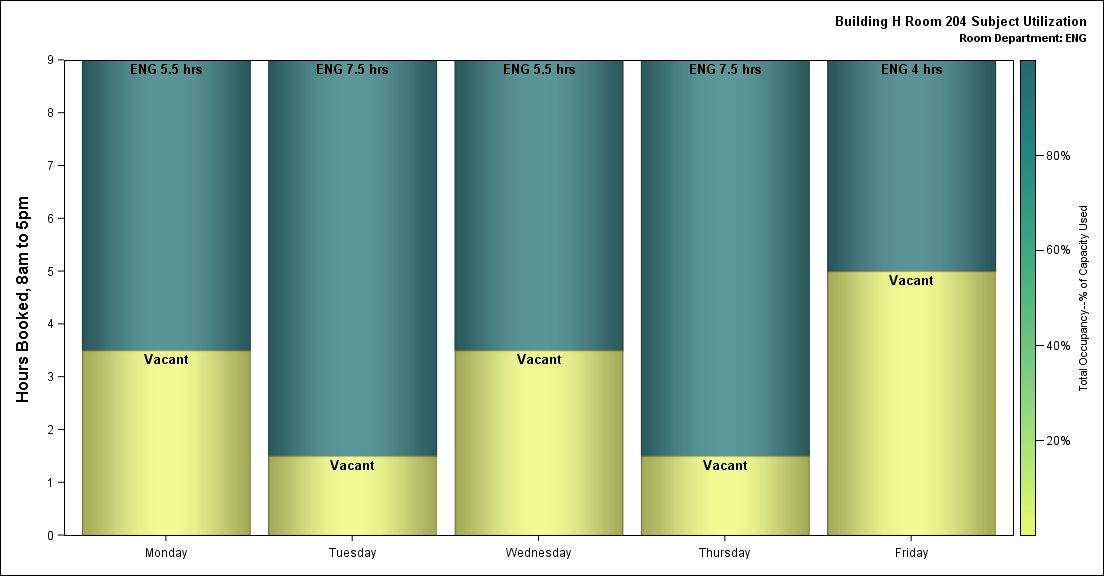 Building H Room 204 Subject Utilization
Room Department: ENG
Hours Booked, 8am to 5pm
9
8
7
6
5
4
3
2
1
0
ENG 5.5 hrs
ENG 7.5 hrs
ENG 5.5 hrs
ENG 7.5 hrs
ENG 4 hrs
Vacant
Vacant
Vacant
Vacant
Vacant
Monday
Tuesday
Wednesday
Thursday
Friday
80%
60%
40%
20%
Total Occupancy--% of Capacity Used